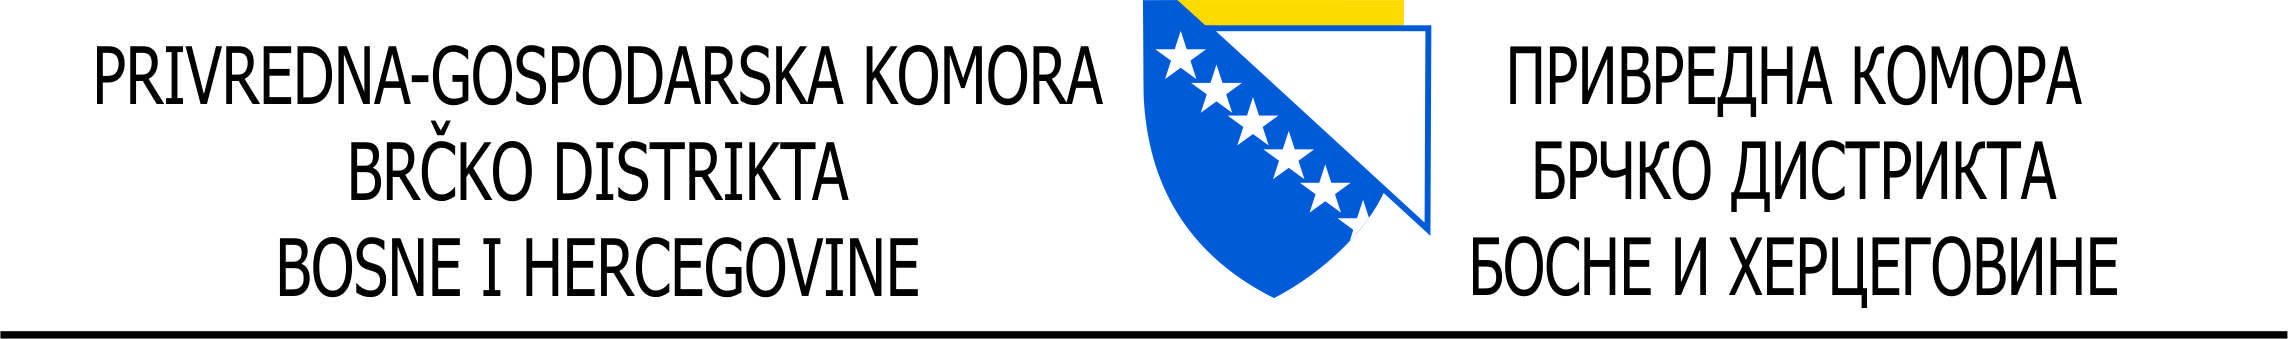 PRIVREDNA-GOSPODARSKA KOMORA
BRČKO DISTRIKTA
BOSNE I HERCEGOVINE
ПРИВРЕДНА КОМОРА
БРЧКО ДИСТРИКТА
БОСНЕ И ХЕРЦЕГОВИНЕ